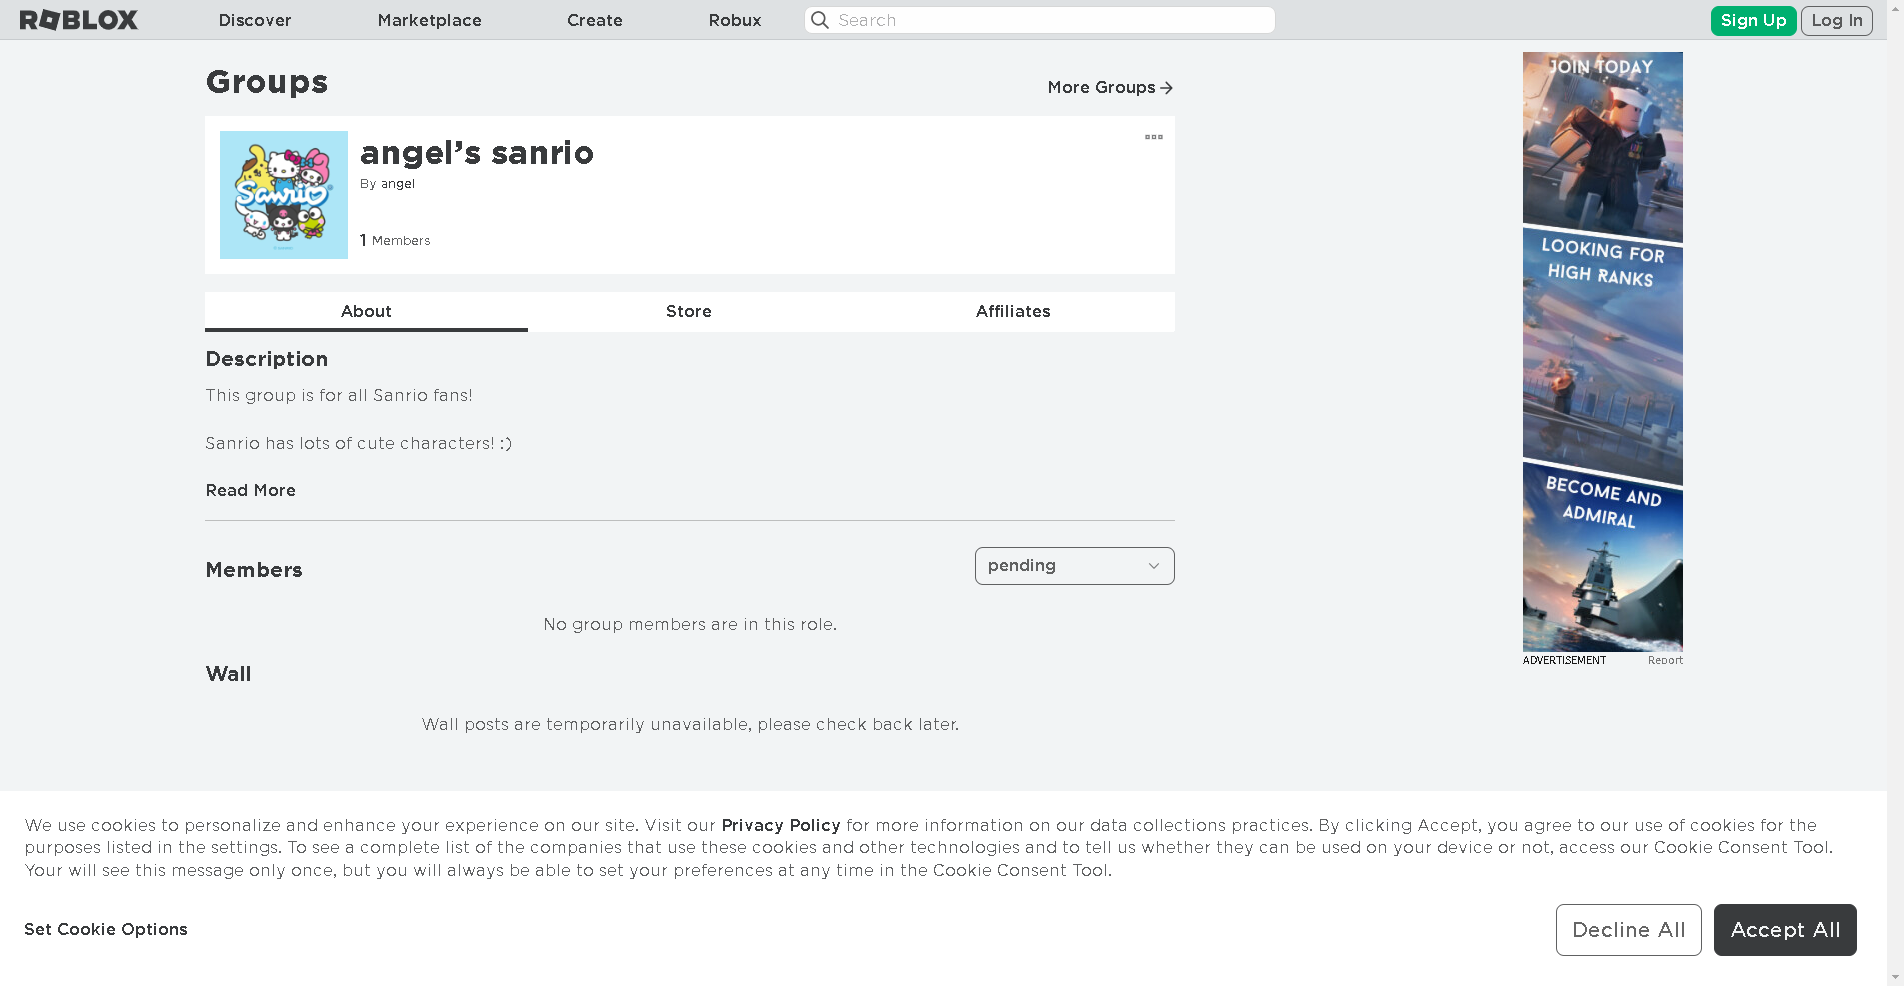 ROBLOX
Discover
Marketplace
Create
Robux
Search
Sign Up
Log In
Groups
More Groups
Sanrio
angel’s sanrio
By angel
1 Members
About
Store
Affiliates
Description
This group is for all Sanrio fans!
Sanrio has lots of cute characters! :)
Read More
Members
pending
No group members are in this role.
Wall
Wall posts are temporarily unavailable, please check back later.
JOIN TODAY
LOOKING FOR
HIGH RANKS
BECOME AND
ADMIRAL
ADVERTISEMENT
Report
We use cookies to personalize and enhance your experience on our site. Visit our Privacy Policy for more information on our data collections practices. By clicking Accept, you agree to our use of cookies for the
purposes listed in the settings. To see a complete list of the companies that use these cookies and other technologies and to tell us whether they can be used on your device or not, access our Cookie Consent Tool.
Your will see this message only once, but you will always be able to set your preferences at any time in the Cookie Consent Tool.
Set Cookie Options
Decline All
Accept All